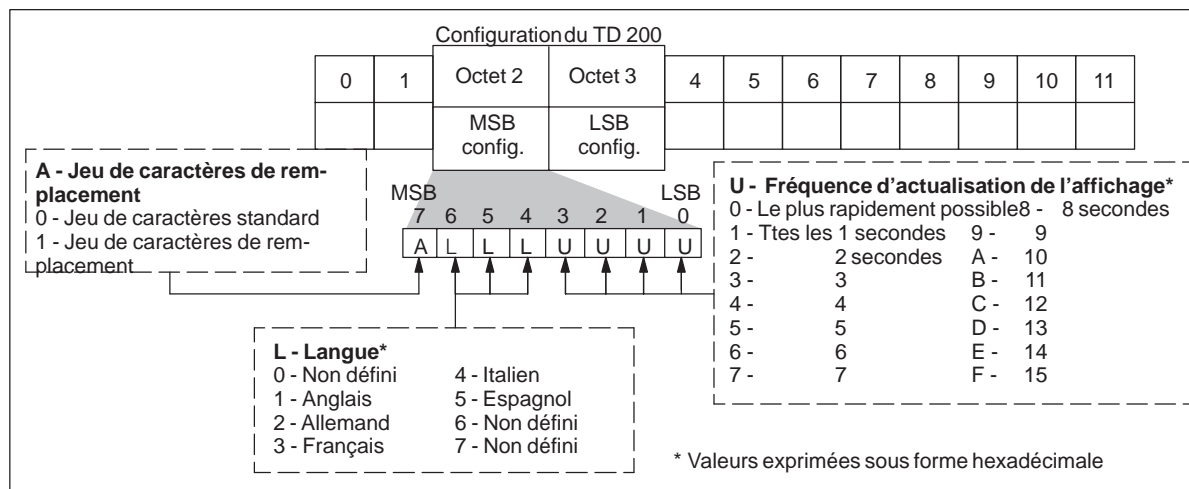 Configuration du TD 200
0 1 Octet 2 Octet 3 4 5 6 7 8 9 10 11
MSB config. LSB config.
A - Jeu de caractères de rem-
placement
0 - Jeu de caractères standard
1 - Jeu de caractères de rem-
placement
MSB LSB
7 6 5 4 3 2 1 0
A L L L U U U U
U - Fréquence d'actualisation de l'affichage*
0 - Le plus rapidement possible 8 - 8 secondes
1 - Ttes les 1 secondes 9 - 9
2 - 2 secondes A - 10
3 - 3 B - 11
4 - 4 C - 12
5 - 5 D - 13
6 - 6 E - 14
7 - 7 F - 15
L - Langue*
0 - Non défini 4 - Italien
1 - Anglais 5 - Espagnol
2 - Allemand 6 - Non défini
3 - Français 7 - Non défini
* Valeurs exprimées sous forme hexadécimale